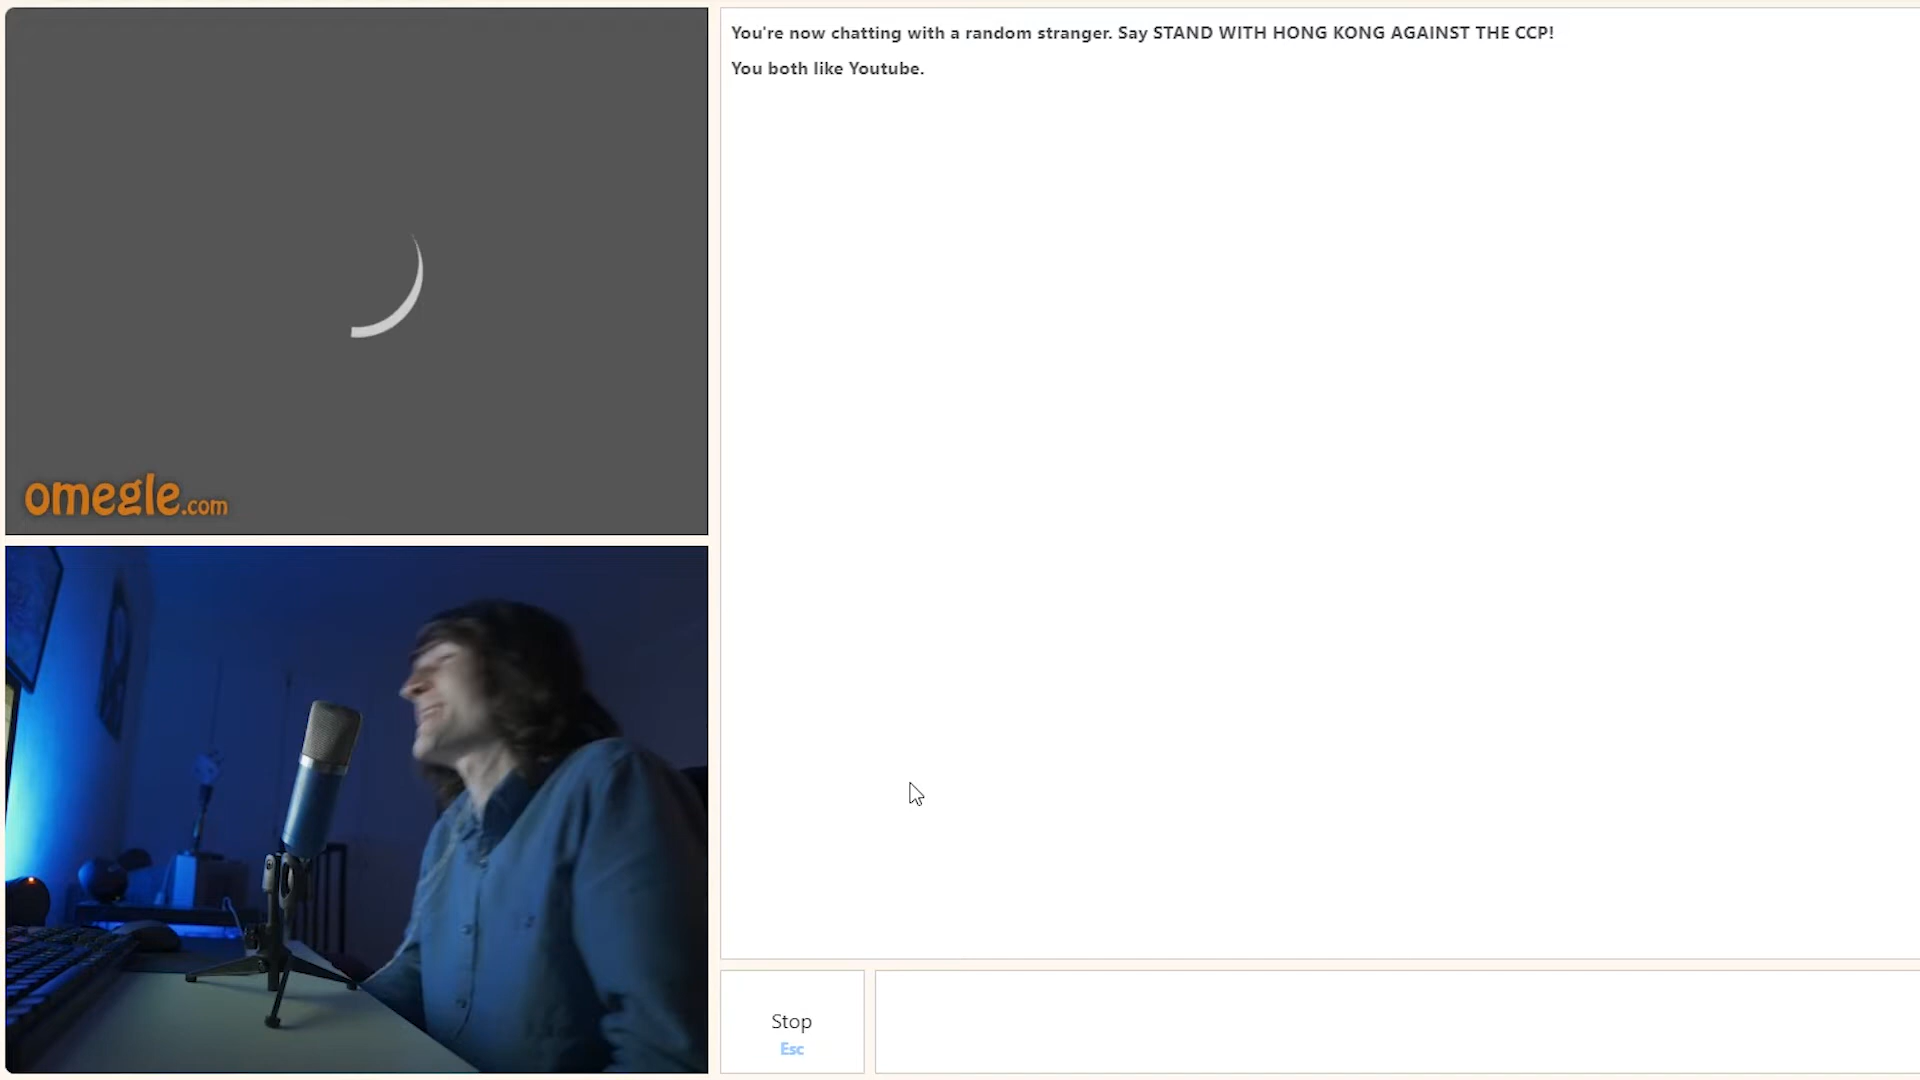 You're now chatting with a random stranger. Say STAND WITH HONG KONG AGAINST THE CCP!
You both like Youtube.
omegle.com
Stop
Esc